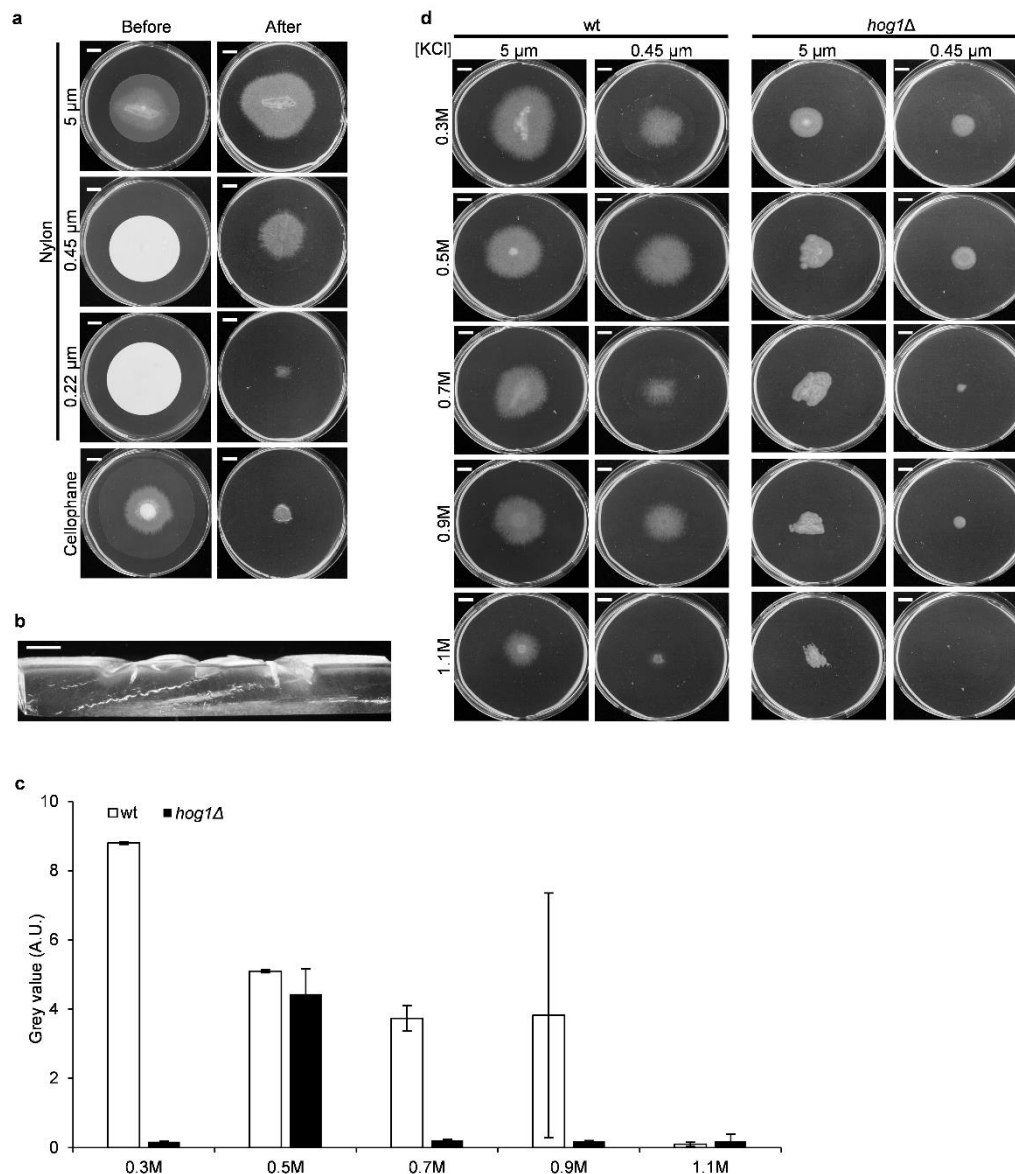 a
Before After
Nylon
5 µm
0.45 µm
0.22 µm
Cellophane
b
c
10
8
6
4
2
0
Grey value (A.U.)
wt hog1Δ
0.3M 0.5M 0.7M 0.9M 1.1M
d
wt hog1Δ
[KCl] 5 µm 0.45 µm 5 µm 0.45 µm
0.3M
0.5M
0.7M
0.9M
1.1M